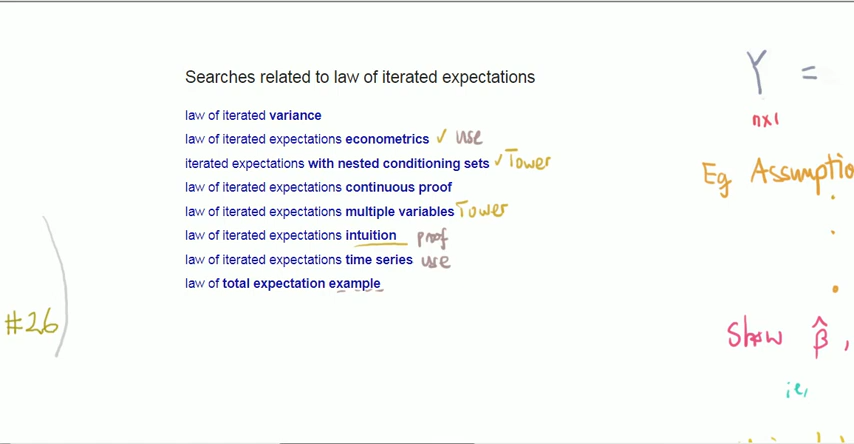 Searches related to law of iterated expectations
law of iterated variance
law of iterated expectations econometrics ✓ use
iterated expectations with nested conditioning sets ✓ Tower
law of iterated expectations continuous proof
law of iterated expectations multiple variables Tower
law of iterated expectations intuition proof
law of iterated expectations time series use
law of total expectation example
#26
Y =
nx1
Eg Assumptio
Show β̂,
ie,